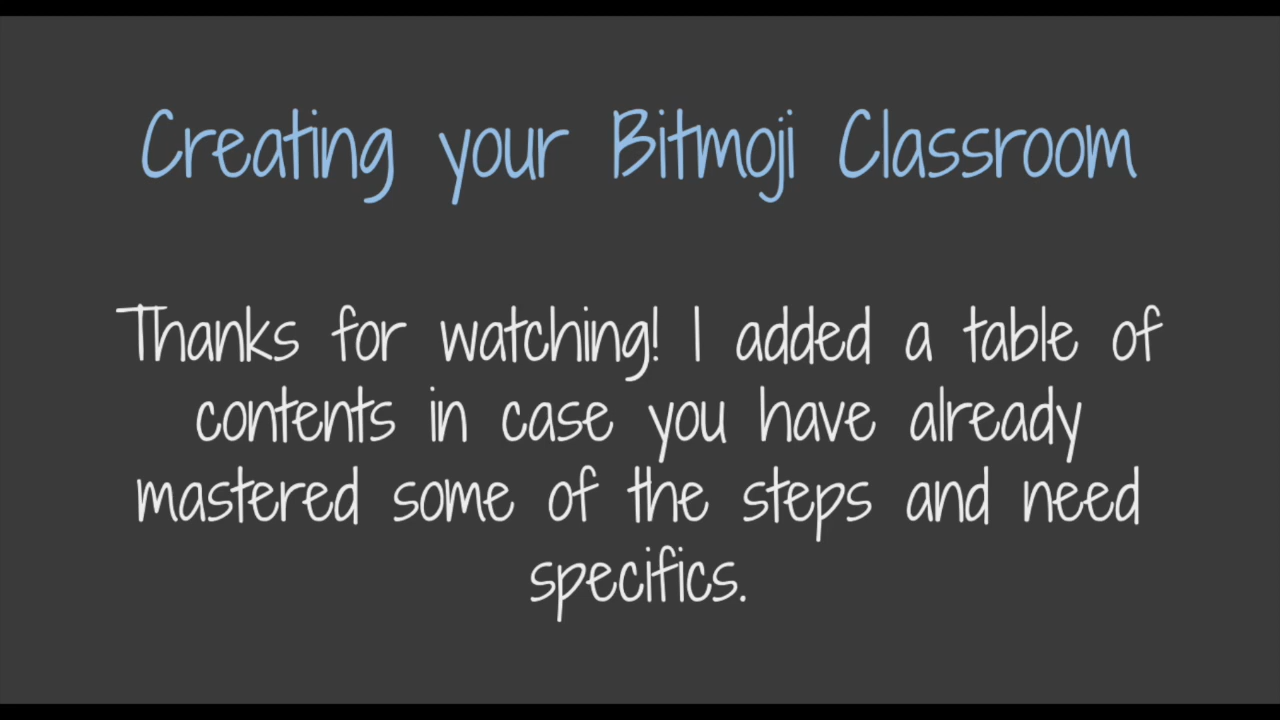 Creating your Bitmoji Classroom
Thanks for watching! I added a table of
contents in case you have already
mastered some of the steps and need
specifics.